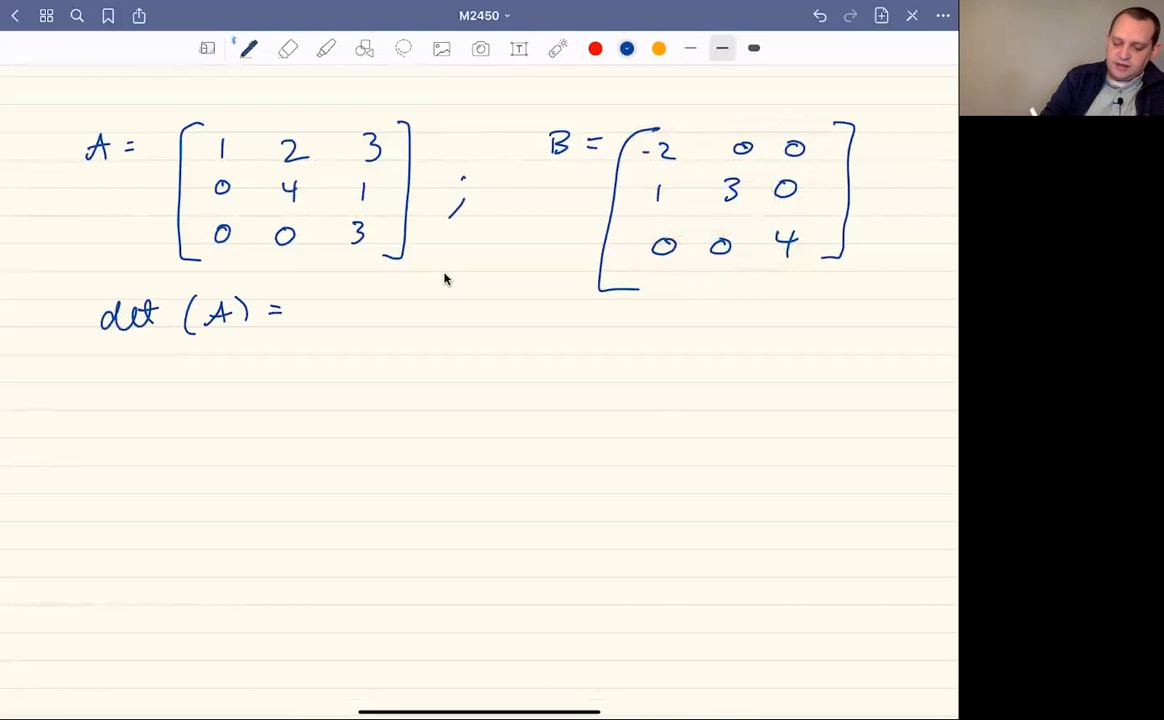 M2450
A = [ 1 2 3 ; B = [ -2 0 0 ]
0 4 1 1 3 0
0 0 3 ] 0 0 4
det (A) =